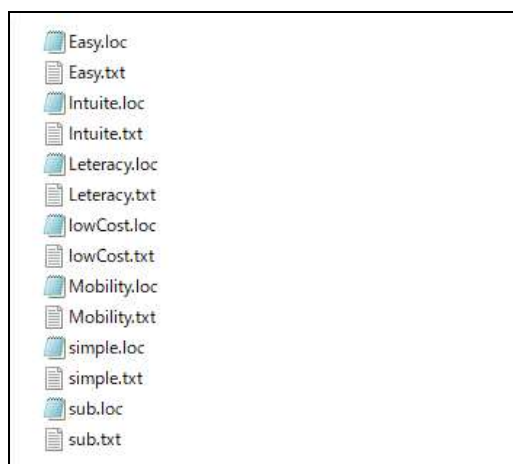 Easy.loc
Easy.txt
Intuite.loc
Intuite.txt
Leteracy.loc
Leteracy.txt
lowCost.loc
lowCost.txt
Mobility.loc
Mobility.txt
simple.loc
simple.txt
sub.loc
sub.txt